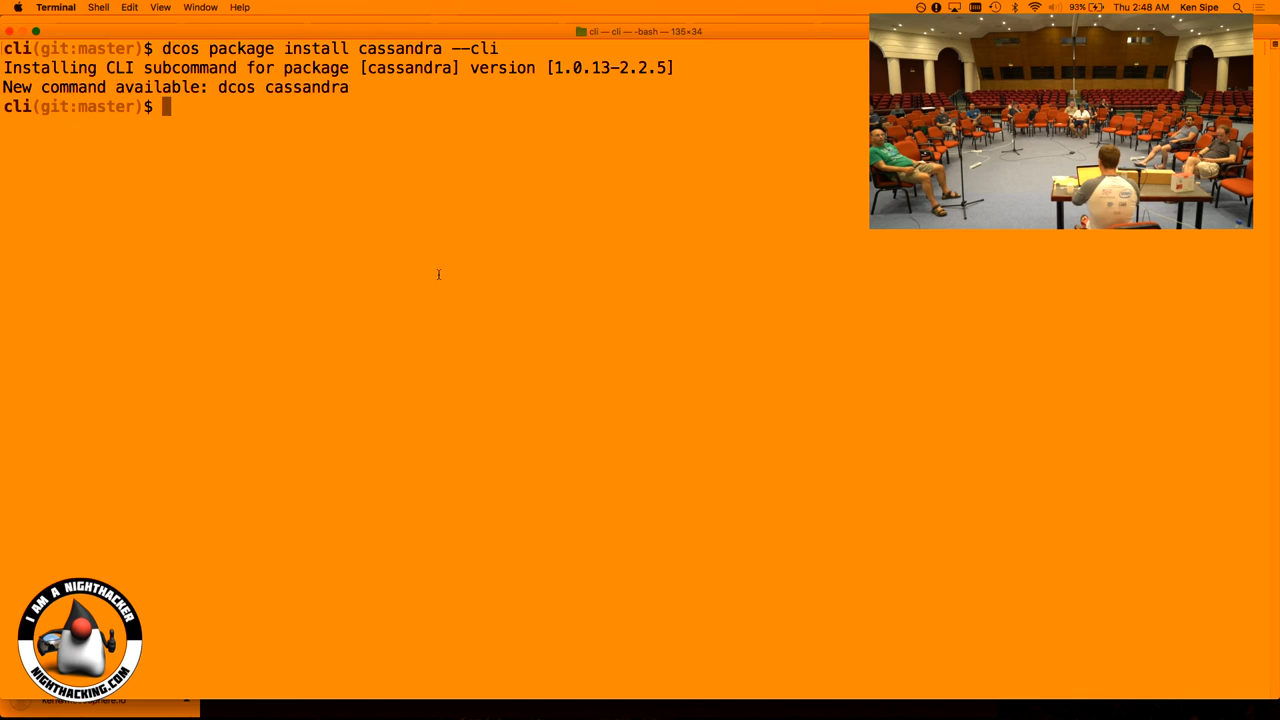 Terminal Shell Edit View Window Help
93% Thu 2:48 AM Ken Sipe
cli — cli — -bash — 135×34
cli(git:master)$ dcos package install cassandra --cli
Installing CLI subcommand for package [cassandra] version [1.0.13-2.2.5]
New command available: dcos cassandra
cli(git:master)$
I AM A NIGHTHACKER
NIGHTHACKING.COM